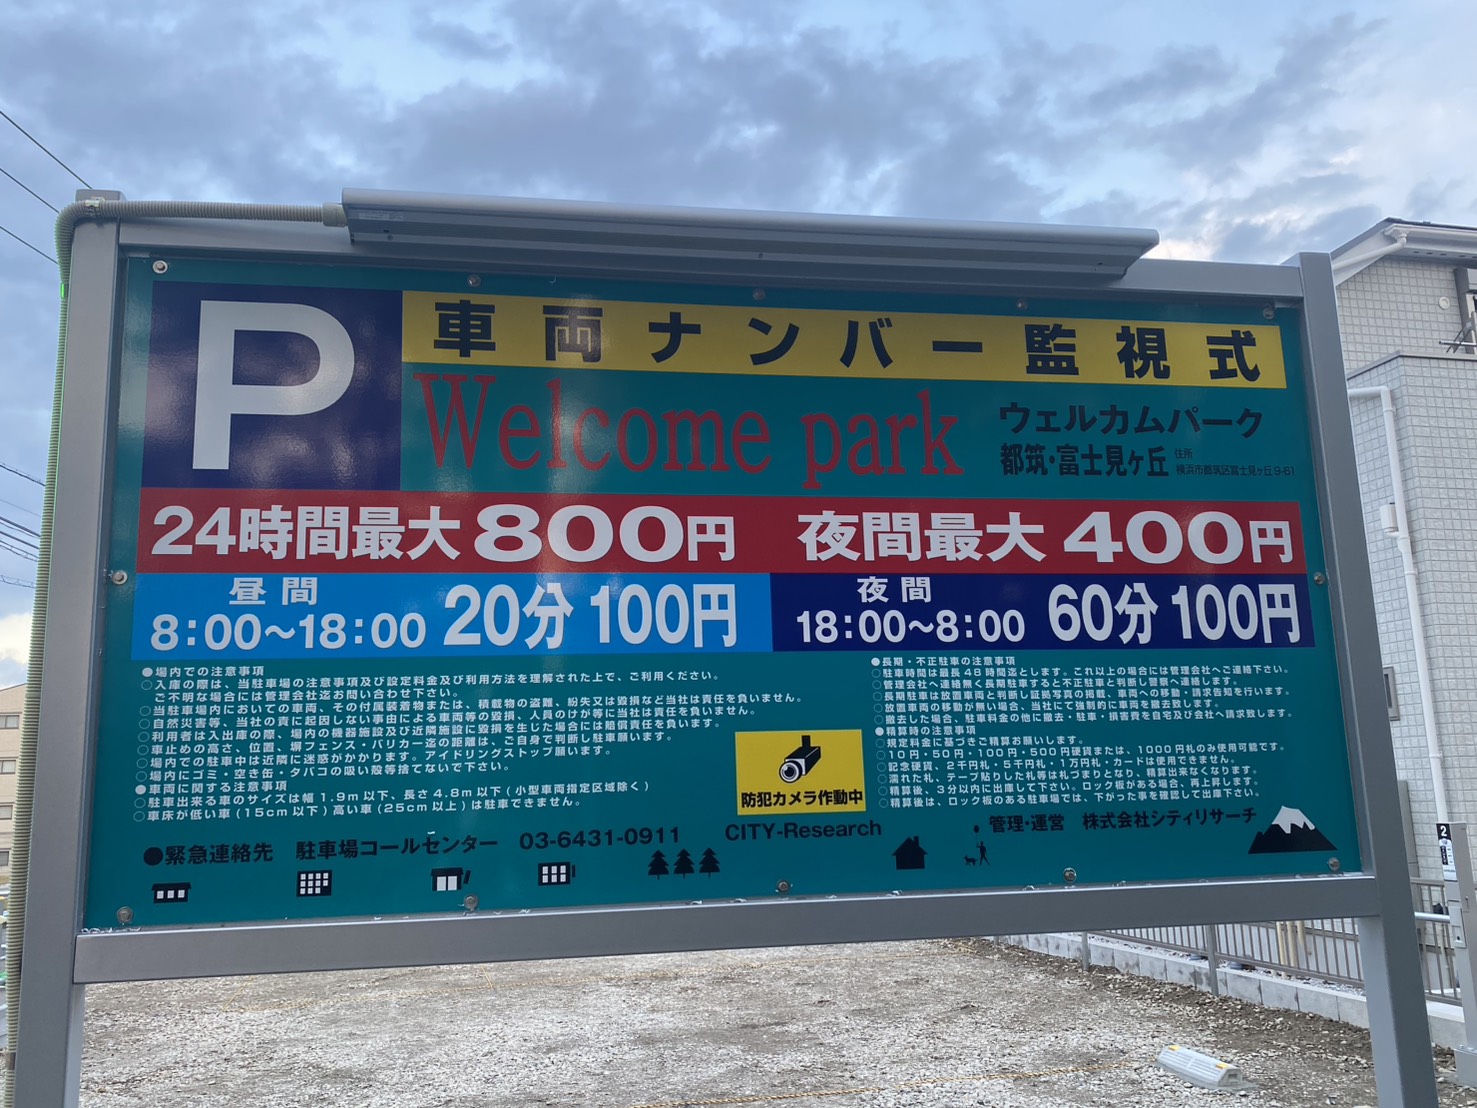 P
車両ナンバー監視式
Welcome park
ウェルカムパーク
都筑・富士見ヶ丘
住所
横浜市都筑区富士見ヶ丘9-61
24時間最大800円
夜間最大400円
昼間
8:00～18:00
20分100円
夜間
18:00～8:00
60分100円
●場内での注意事項
○入庫の際は、当駐車場の注意事項及び設定料金及び利用方法を理解された上で、ご利用ください。
ご不明な場合には管理会社迄お問い合わせ下さい。
○当駐車場内においての車両、その付属装着物または、積載物の盗難、紛失又は毀損など当社は責任を負いません。
○自然災害等、当社の責に起因しない事由による車両等の毀損、人員のけが等に当社は責任を負いません。
○利用者は入出庫の際、場内の機器施設及び近隣施設に毀損を生じた場合には賠償責任を負います。
○車止めの高さ、位置、塀フェンス・バリカー迄の距離は、ご自身で判断し駐車願います。
○場内での駐車中は近隣に迷惑がかかります。アイドリングストップ願います。
○場内にゴミ・空き缶・タバコの吸い殻等捨てないで下さい。
●車両に関する注意事項
○駐車出来る車のサイズは幅1.9m以下、長さ4.8m以下(小型車両指定区域除く)
○車床が低い車(15cm以下)高い車(25cm以上)は駐車できません。
●長期・不正駐車の注意事項
○駐車時間は最長48時間迄とします。これ以上の場合には管理会社へご連絡下さい。
○管理会社へ連絡無く長期駐車すると不正駐車と判断し警察へ連絡します。
○長期駐車は放置車両と判断し証拠写真の掲載、車両への移動・請求告知を行います。
○放置車両の移動が無い場合、当社にて強制的に車両を撤去致します。
○撤去した場合、駐車料金の他に撤去・駐車・損害費を自宅及び会社へ請求致します。
●精算時の注意事項
○規定料金に基づきご精算お願いします。
○10円・50円・100円・500円硬貨または、1000円札のみ使用可能です。
○記念硬貨、2千円札・5千円札・1万円札・カードは使用できません。
○濡れた札、テープ貼りした札等は札づまりとなり、精算出来なくなります。
○精算後、3分以内に出庫して下さい。ロック板がある場合、再上昇します。
○精算後は、ロック板のある駐車場では、下がった事を確認して出庫下さい。
防犯カメラ作動中
●緊急連絡先 駐車場コールセンター 03-6431-0911
CITY-Research
管理・運営 株式会社シティリサーチ
2